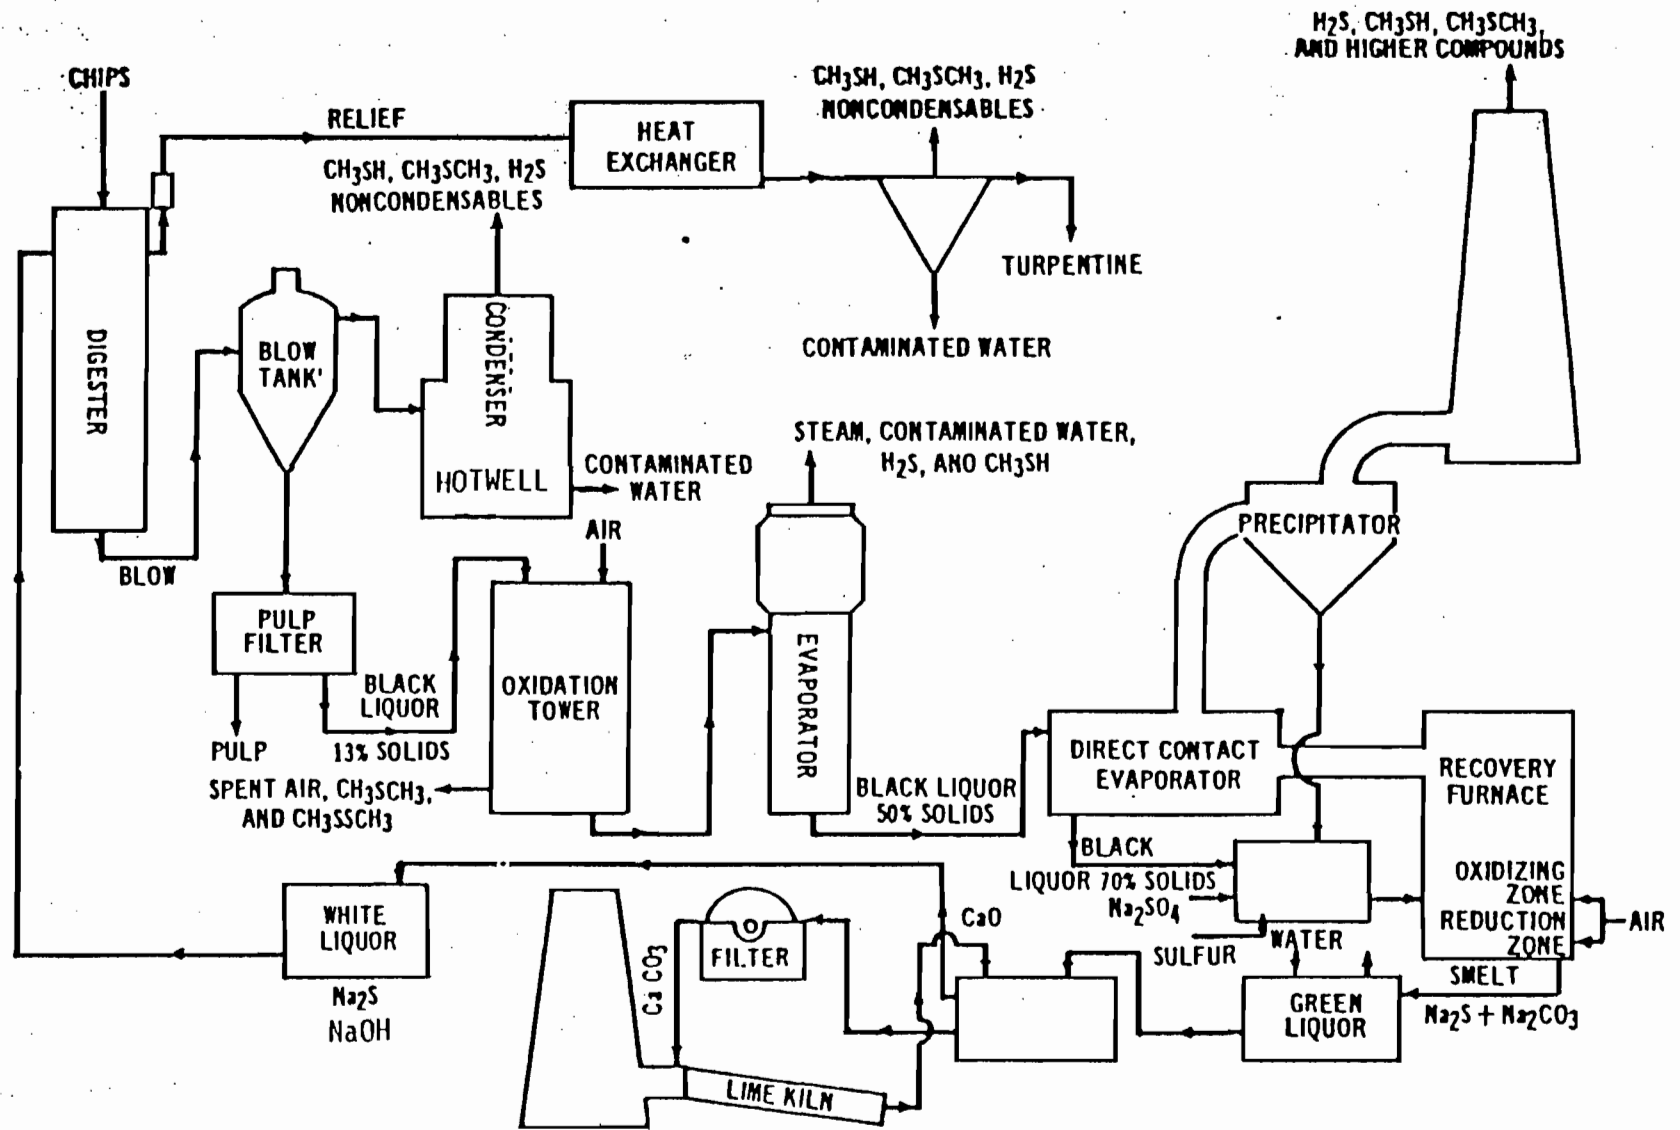 H₂S, CH₃SH, CH₃SCH₃,
AND HIGHER COMPOUNDS
CHIPS
RELIEF
HEAT
EXCHANGER
CH₃SH, CH₃SCH₃, H₂S
NONCONDENSABLES
CH₃SH, CH₃SCH₃, H₂S
NONCONDENSABLES
TURPENTINE
CONTAMINATED WATER
DIGESTER
BLOW
TANK
CONDENSER
HOTWELL
CONTAMINATED
WATER
STEAM, CONTAMINATED WATER,
H₂S, AND CH₃SH
PRECIPITATOR
BLOW
AIR
PULP
FILTER
BLACK
LIQUOR
13% SOLIDS
PULP
OXIDATION
TOWER
SPENT AIR, CH₃SCH₃,
AND CH₃SSCH₃
EVAPORATOR
BLACK LIQUOR
50% SOLIDS
DIRECT CONTACT
EVAPORATOR
RECOVERY
FURNACE
OXIDIZING
ZONE
REDUCTION
ZONE
AIR
BLACK
LIQUOR 70% SOLIDS
Na₂SO₄
SULFUR
WATER
SMELT
Na₂S + Na₂CO₃
GREEN
LIQUOR
CaO
WHITE
LIQUOR
Na₂S
NaOH
FILTER
Ca CO₃
LIME KILN